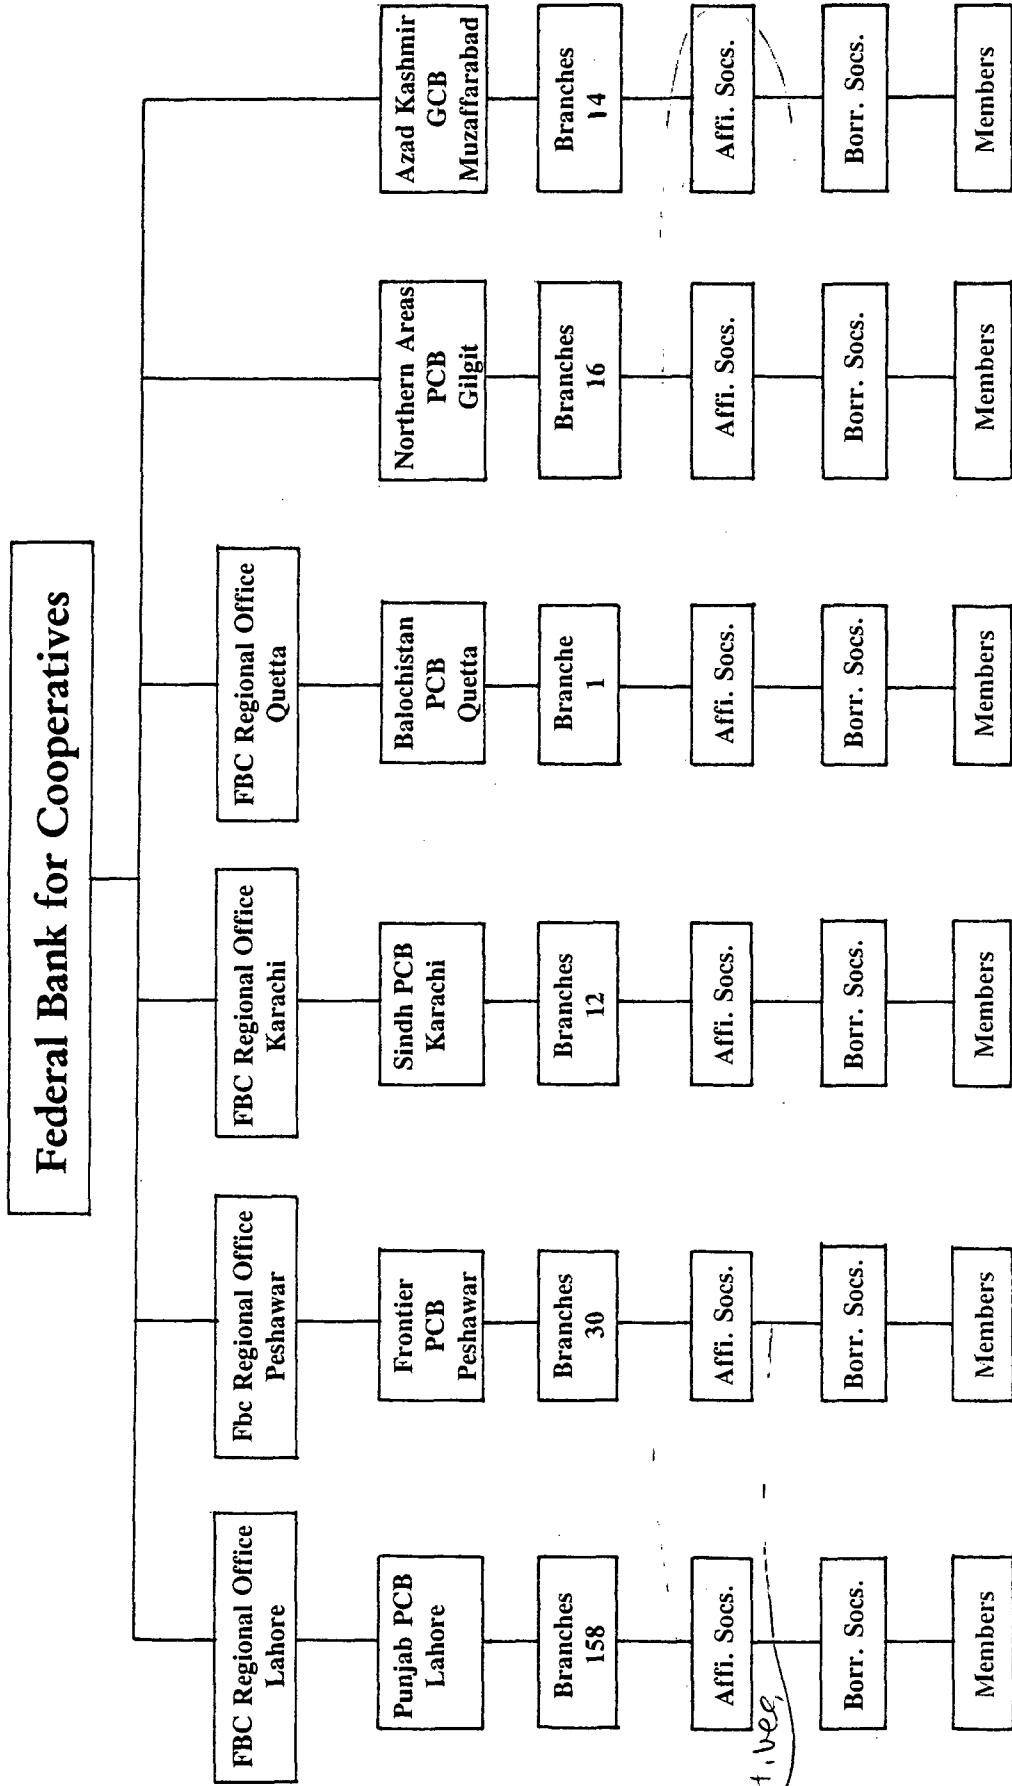 Federal Bank for Cooperatives
FBC Regional Office
Lahore
Fbc Regional Office
Peshawar
FBC Regional Office
Karachi
FBC Regional Office
Quetta
Punjab PCB
Lahore
Frontier
PCB
Peshawar
Sindh PCB
Karachi
Balochistan
PCB
Quetta
Northern Areas
PCB
Gilgit
Azad Kashmir
GCB
Muzaffarabad
Branches
158
Branches
30
Branches
12
Branche
1
Branches
16
Branches
14
Affi. Socs.
Affi. Socs.
Affi. Socs.
Affi. Socs.
Affi. Socs.
Affi. Socs.
Borr. Socs.
Borr. Socs.
Borr. Socs.
Borr. Socs.
Borr. Socs.
Borr. Socs.
Members
Members
Members
Members
Members
Members